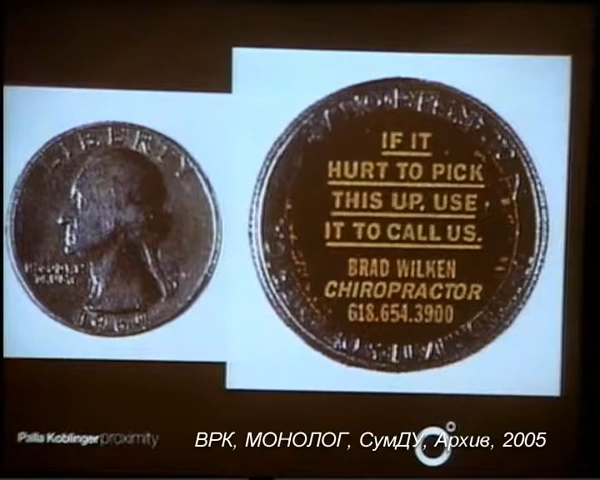 LIBERTY
IF IT
HURT TO PICK
THIS UP, USE
IT TO CALL US.
BRAD WILKEN
CHIROPRACTOR
618.654.3900
Palla Koblinger proximity
ВРК, МОНОЛОГ, СумДУ, Архив, 2005